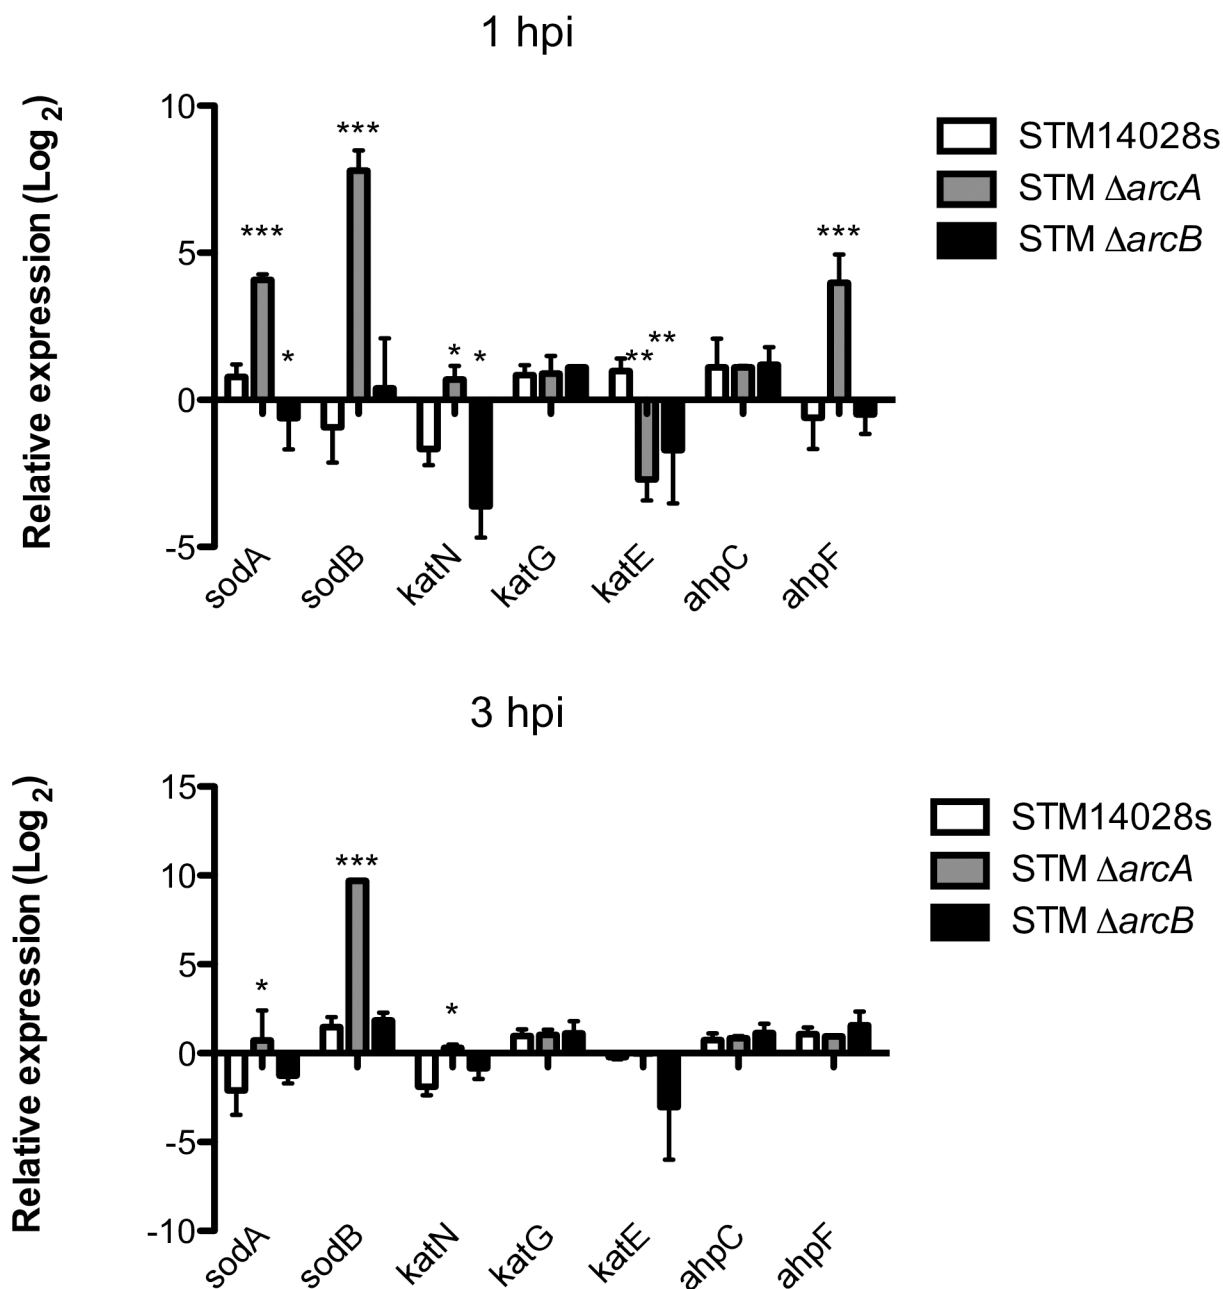 1 hpi
Relative expression (Log 2)
10
5
0
-5
***
***
*
*
*
**
**
***
sodA
sodB
katN
katG
katE
ahpC
ahpF
STM14028s
STM ΔarcA
STM ΔarcB
3 hpi
Relative expression (Log 2)
15
10
5
0
-5
-10
*
***
*
sodA
sodB
katN
katG
katE
ahpC
ahpF
STM14028s
STM ΔarcA
STM ΔarcB